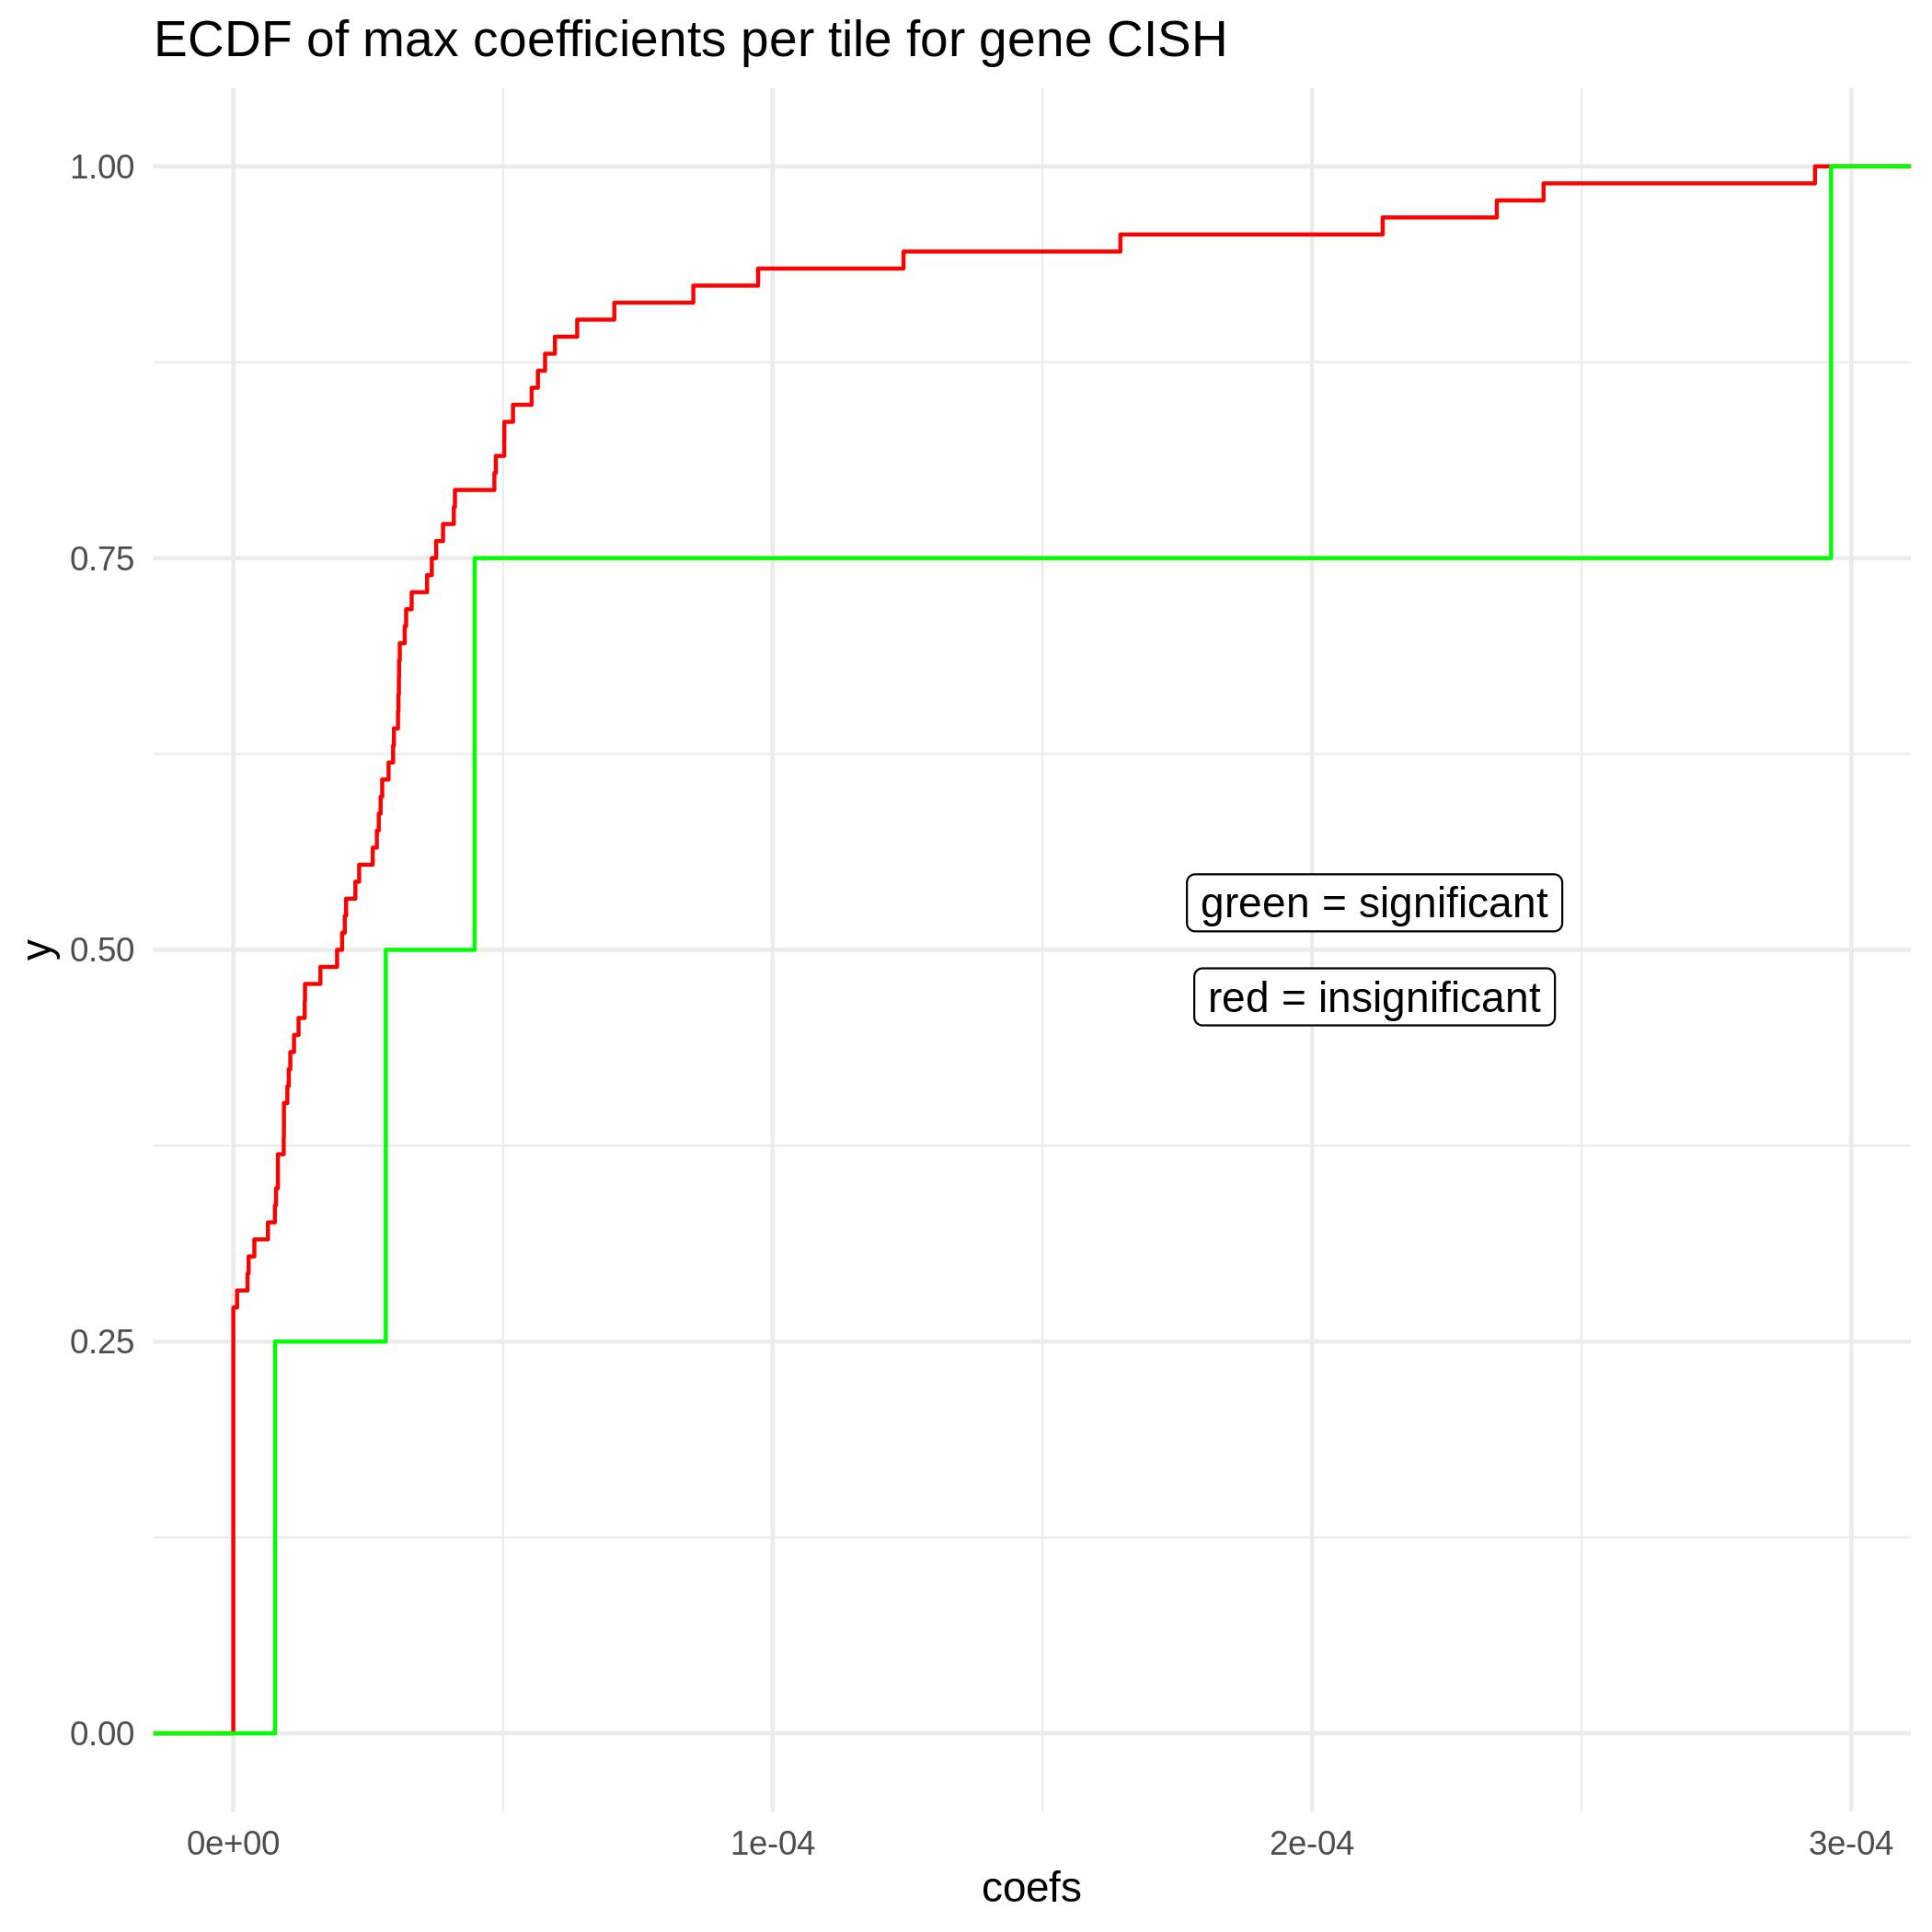 ECDF of max coefficients per tile for gene CISH
1.00
0.75
0.50
0.25
0.00
y
green = significant
red = insignificant
0e+00
1e-04
2e-04
3e-04
coefs